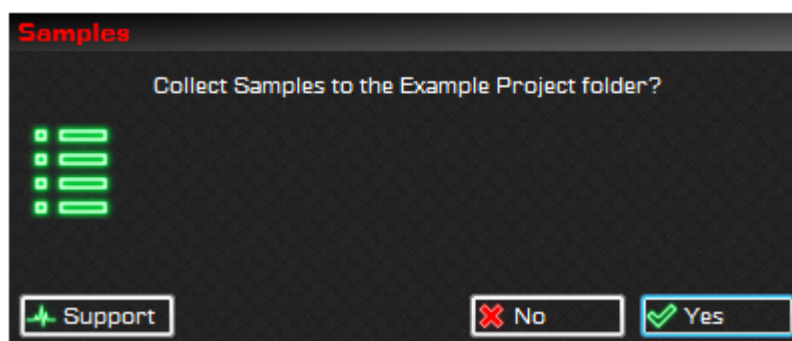 Samples
Collect Samples to the Example Project folder?
Support
No
Yes